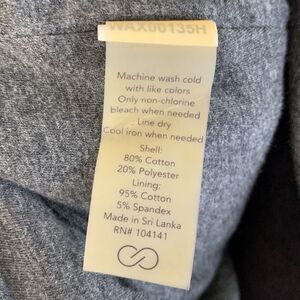 WAX00135H
Machine wash cold
with like colors
Only non-chlorine
bleach when needed
Line dry
Cool iron when needed
Shell:
80% Cotton
20% Polyester
Lining:
95% Cotton
5% Spandex
Made in Sri Lanka
RN# 104141